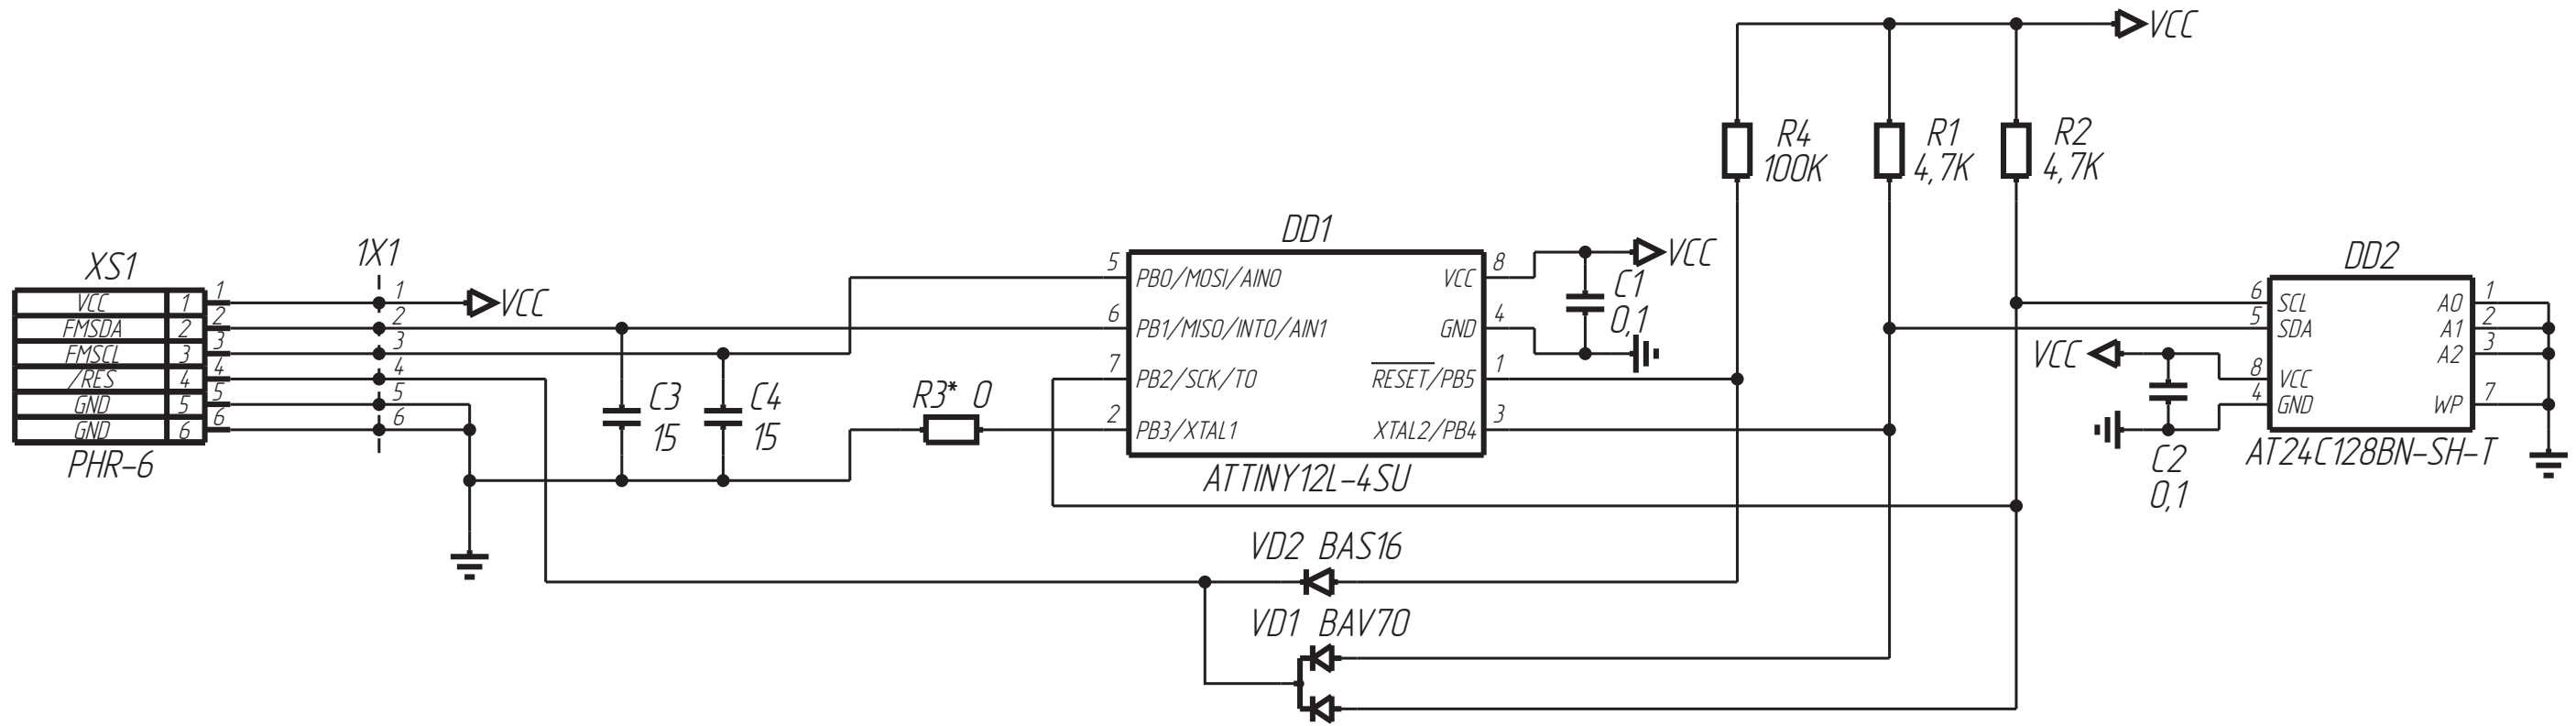 VCC
R4
100K
R1
4,7K
R2
4,7K
XS1
1X1
VCC 1 1 1 VCC
FMSDA 2 2 2
FMSCL 3 3 3
/RES 4 4 4
GND 5 5 5
GND 6 6 6
PHR-6
C3
15
C4
15
R3* 0
DD1
5 PB0/MOSI/AIN0 VCC 8
6 PB1/MISO/INT0/AIN1 GND 4
7 PB2/SCK/T0 RESET/PB5 1
2 PB3/XTAL1 XTAL2/PB4 3
ATTINY12L-4SU
VCC
C1
0,1
DD2
6 SCL A0 1
5 SDA A1 2
A2 3
VCC 8 VCC
4 GND WP 7
AT24C128BN-SH-T
C2
0,1
VD2 BAS16
VD1 BAV70